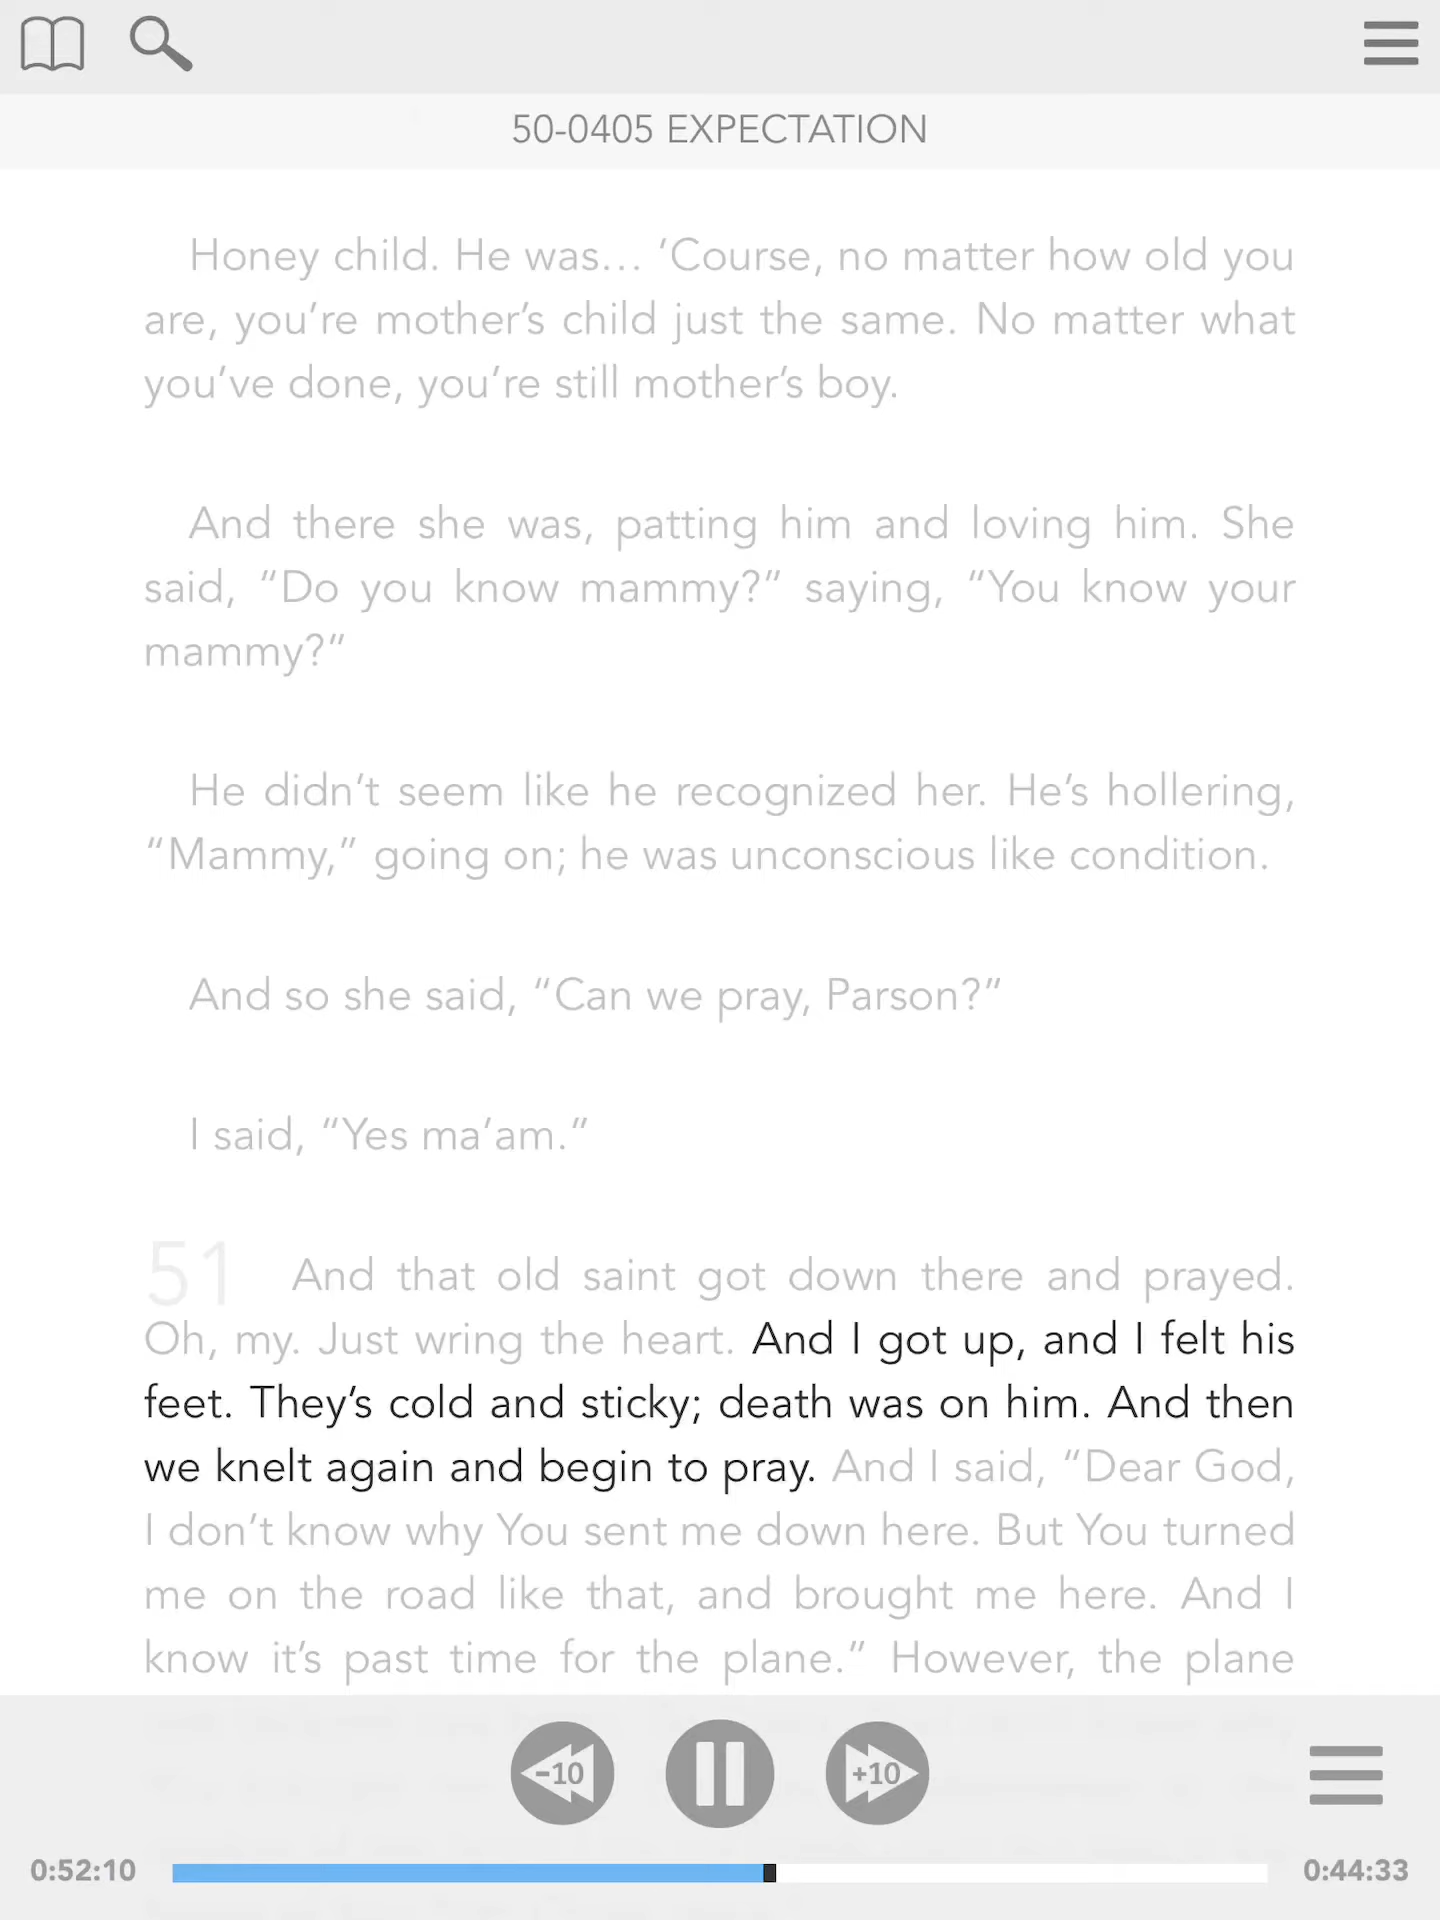 50-0405 EXPECTATION
Honey child. He was… ‘Course, no matter how old you
are, you’re mother’s child just the same. No matter what
you’ve done, you’re still mother’s boy.
And there she was, patting him and loving him. She
said, “Do you know mammy?” saying, “You know your
mammy?”
He didn’t seem like he recognized her. He’s hollering,
“Mammy,” going on; he was unconscious like condition.
And so she said, “Can we pray, Parson?”
I said, “Yes ma’am.”
51 And that old saint got down there and prayed.
Oh, my. Just wring the heart. And I got up, and I felt his
feet. They’s cold and sticky; death was on him. And then
we knelt again and begin to pray. And I said, “Dear God,
I don’t know why You sent me down here. But You turned
me on the road like that, and brought me here. And I
know it’s past time for the plane.” However, the plane
-10 +10
0:52:10 0:44:33